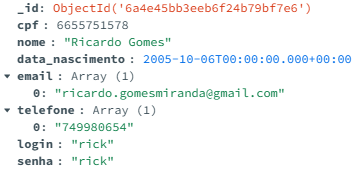 _id: ObjectId('6a4e45bb3eeb6f24b79bf7e6')
cpf: 6655751578
nome: "Ricardo Gomes"
data_nascimento: 2005-10-06T00:00:00.000+00:00
email: Array (1)
0: "ricardo.gomesmiranda@gmail.com"
telefone: Array (1)
0: "749980654"
login: "rick"
senha: "rick"